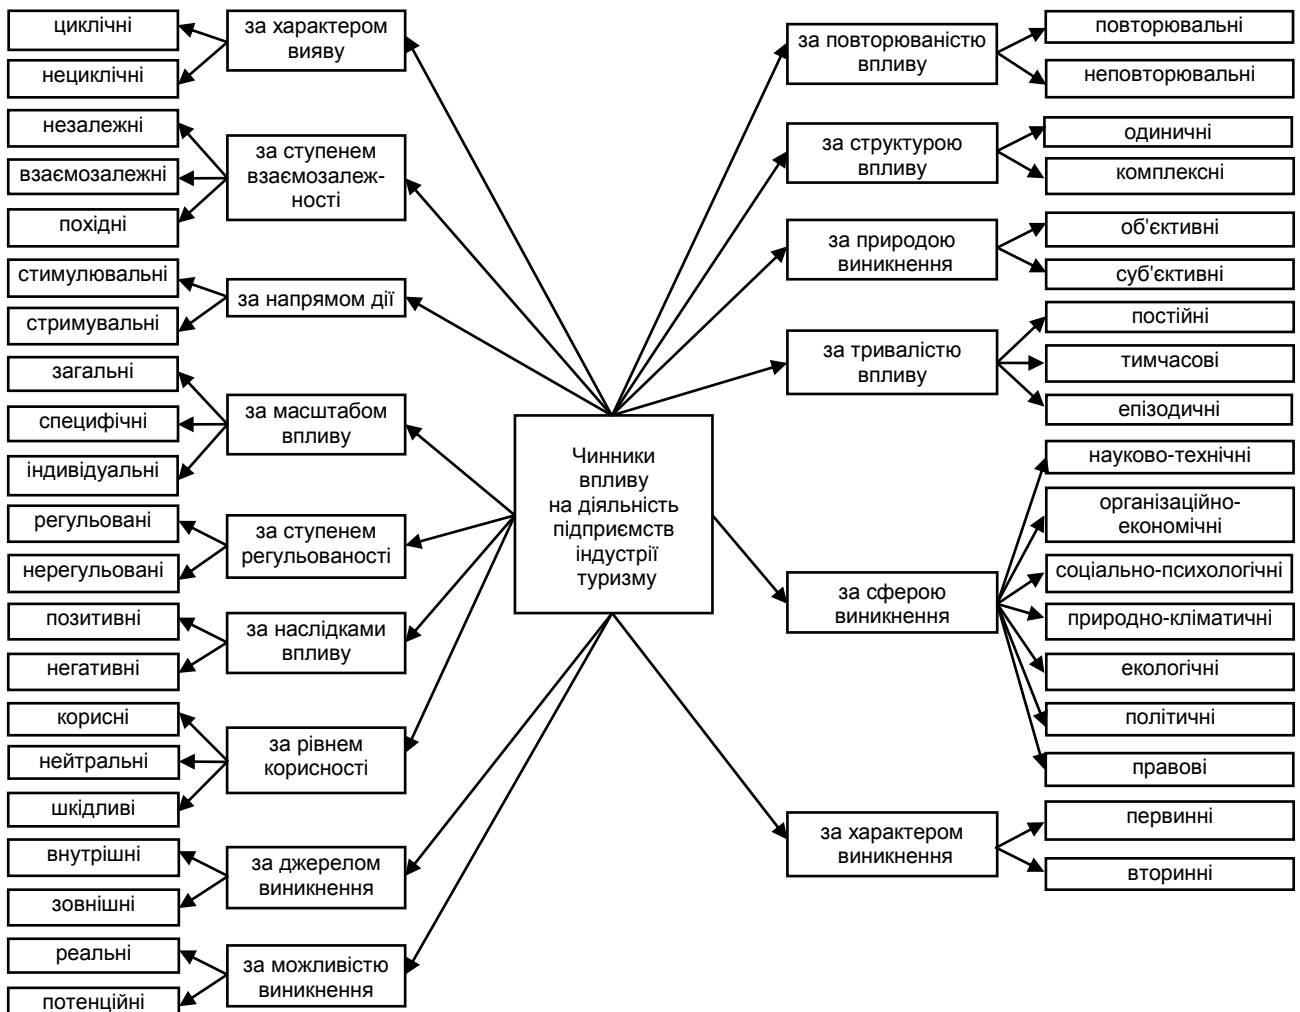 циклічні
нециклічні
за характером
вияву
незалежні
взаємозалежні
похідні
за ступенем
взаємозалеж-
ності
стимулювальні
стримувальні
за напрямом дії
загальні
специфічні
індивідуальні
за масштабом
впливу
регульовані
нерегульовані
за ступенем
регульованості
позитивні
негативні
за наслідками
впливу
корисні
нейтральні
шкідливі
за рівнем
корисності
внутрішні
зовнішні
за джерелом
виникнення
реальні
потенційні
за можливістю
виникнення
Чинники
впливу
на діяльність
підприємств
індустрії
туризму
за повторюваністю
впливу
повторювальні
неповторювальні
за структурою
впливу
одиничні
комплексні
за природою
виникнення
об'єктивні
суб'єктивні
за тривалістю
впливу
постійні
тимчасові
епізодичні
за сферою
виникнення
науково-технічні
організаційно-
економічні
соціально-психологічні
природно-кліматичні
екологічні
політичні
правові
за характером
виникнення
первинні
вторинні